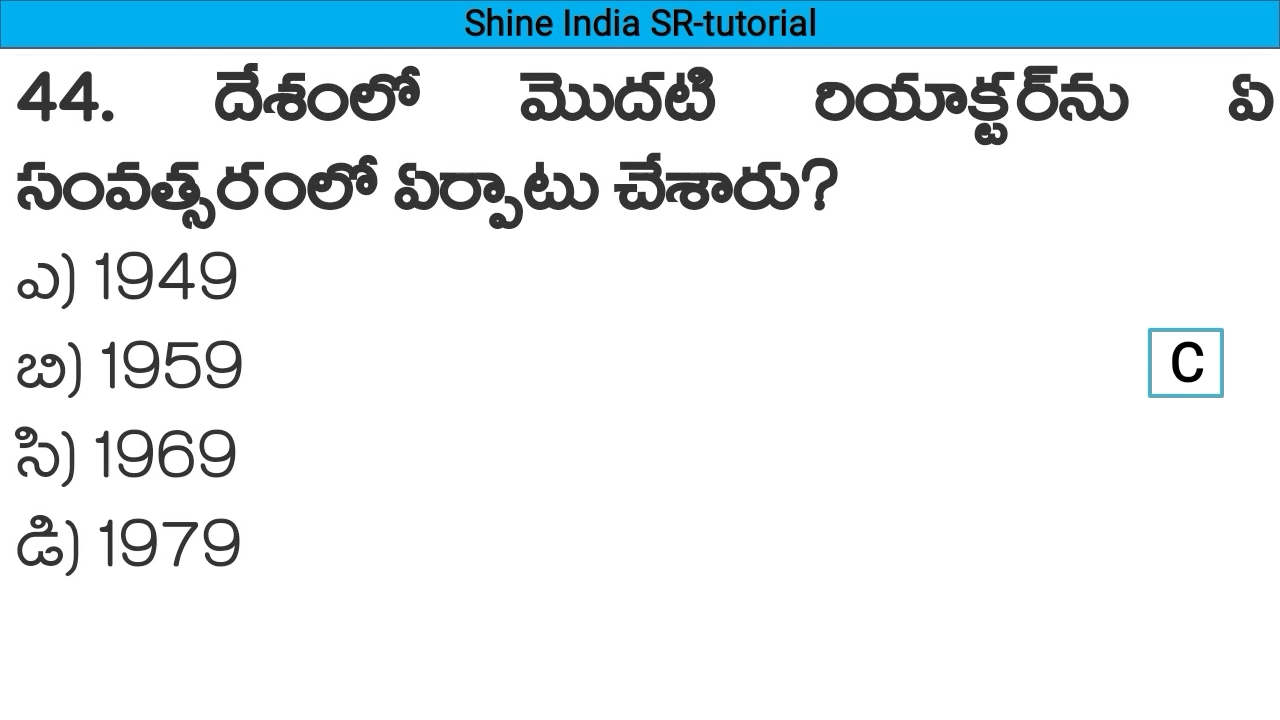 Shine India SR-tutorial
44. దేశంలో మొదటి రియాక్టర్‌ను ఏ
సంవత్సరంలో ఏర్పాటు చేశారు?
ఎ) 1949
బి) 1959
C
సి) 1969
డి) 1979